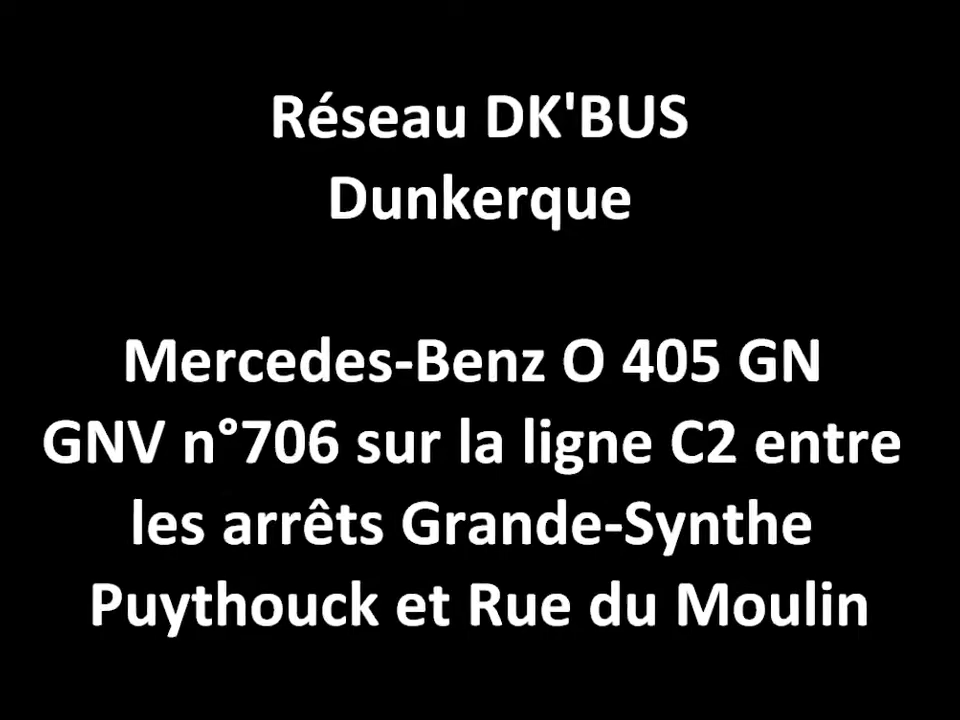 Réseau DK'BUS
Dunkerque
Mercedes-Benz O 405 GN
GNV n°706 sur la ligne C2 entre
les arrêts Grande-Synthe
Puythouck et Rue du Moulin